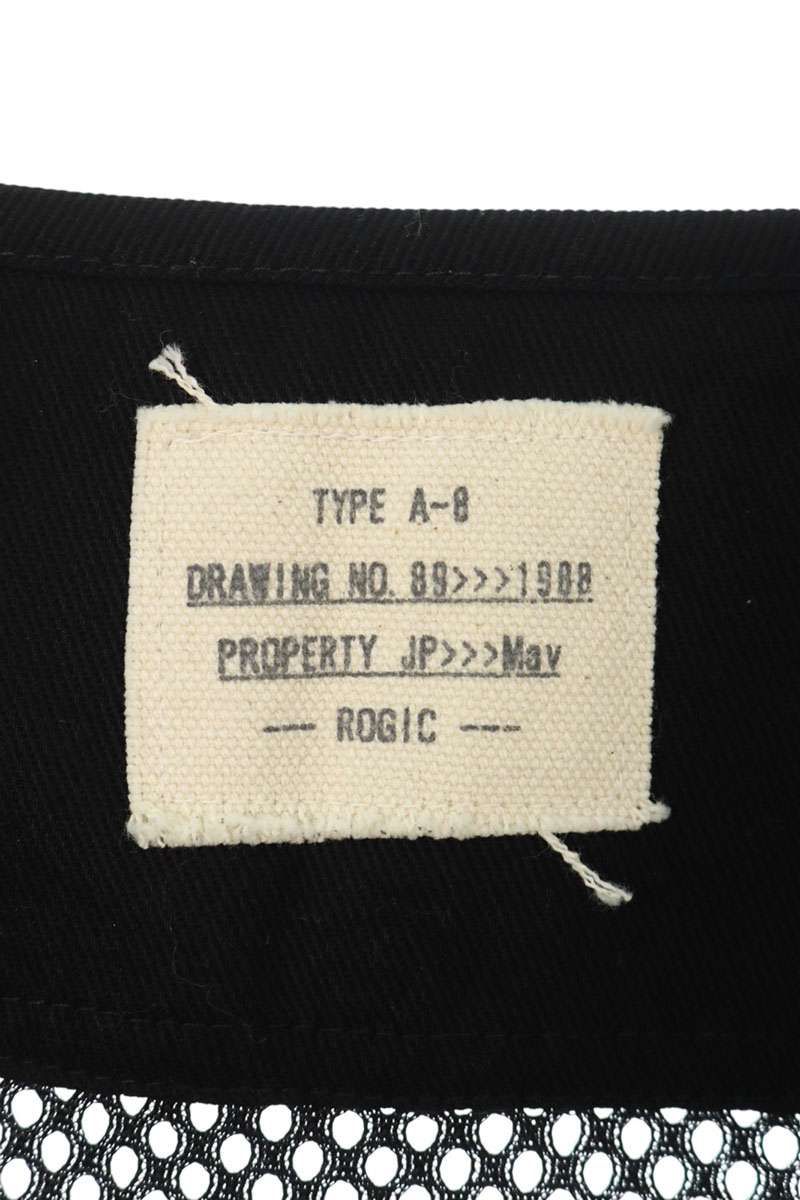 TYPE A-8
DRAWING NO. 89>>>1988
PROPERTY JP>>>Mav
--- ROGIC ---